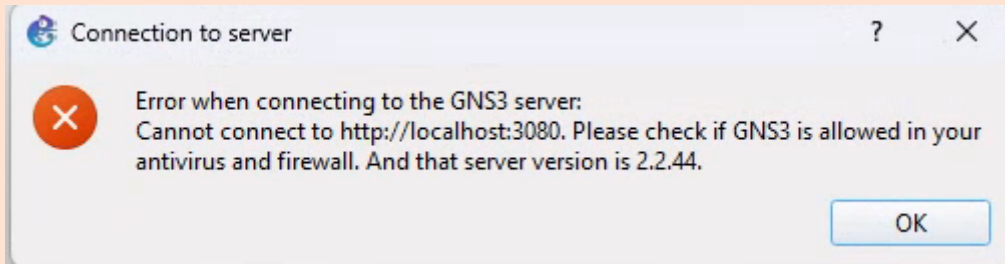 Connection to server
?
Error when connecting to the GNS3 server:
Cannot connect to http://localhost:3080. Please check if GNS3 is allowed in your
antivirus and firewall. And that server version is 2.2.44.
OK